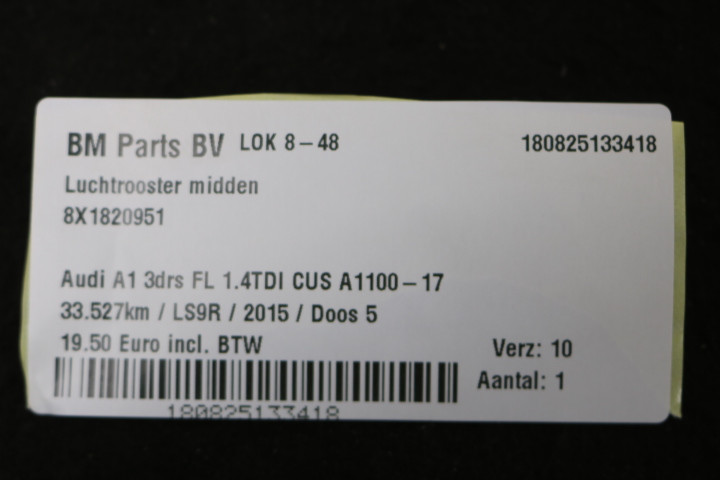 BM Parts BV LOK 8-48 180825133418
Luchtrooster midden
8X1820951
Audi A1 3drs FL 1.4TDI CUS A1100-17
33.527km / LS9R / 2015 / Doos 5
19.50 Euro incl. BTW Verz: 10
Aantal: 1
180825133418